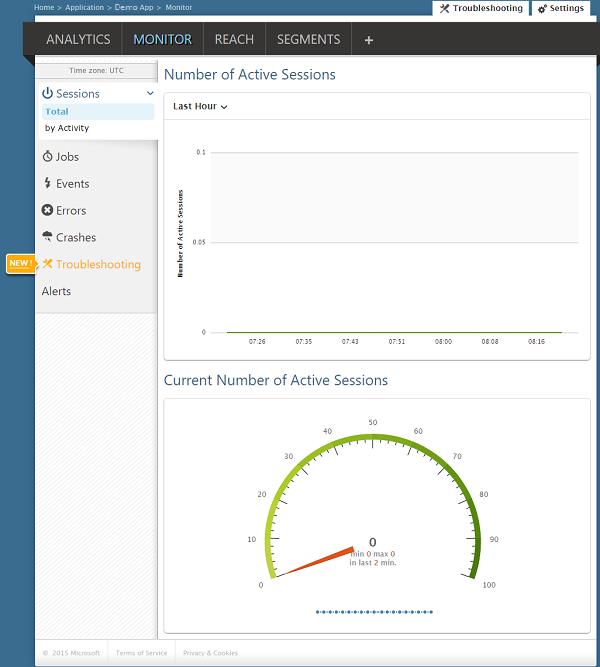 Home > Application > Demo App > Monitor
Troubleshooting
Settings
ANALYTICS MONITOR REACH SEGMENTS +
Time zone: UTC
Sessions
Total
by Activity
Jobs
Events
Errors
Crashes
NEW! Troubleshooting
Alerts
Number of Active Sessions
Last Hour
Number of Active Sessions
0.1
0.05
0
07:26 07:35 07:43 07:51 08:00 08:08 08:16
Current Number of Active Sessions
0
10
20
30
40
50
60
70
80
90
100
0
min 0 max 0
in last 2 min.
© 2015 Microsoft Terms of Service Privacy & Cookies